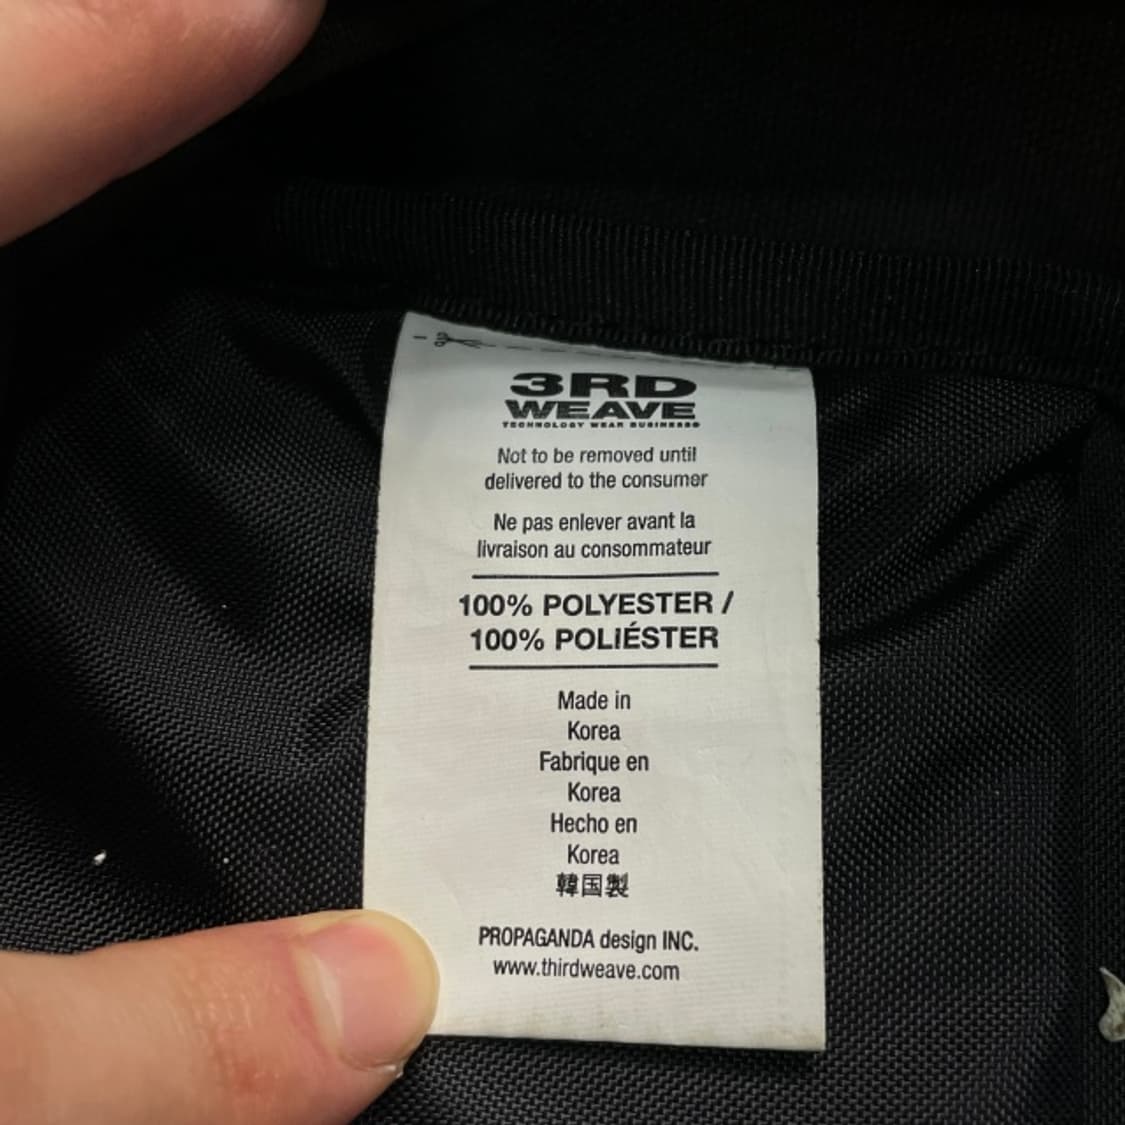 3RD
WEAVE
TECHNOLOGY WEAR BUSINESS®
Not to be removed until
delivered to the consumer
Ne pas enlever avant la
livraison au consommateur
100% POLYESTER /
100% POLIÉSTER
Made in
Korea
Fabrique en
Korea
Hecho en
Korea
韓国製
PROPAGANDA design INC.
www.thirdweave.com